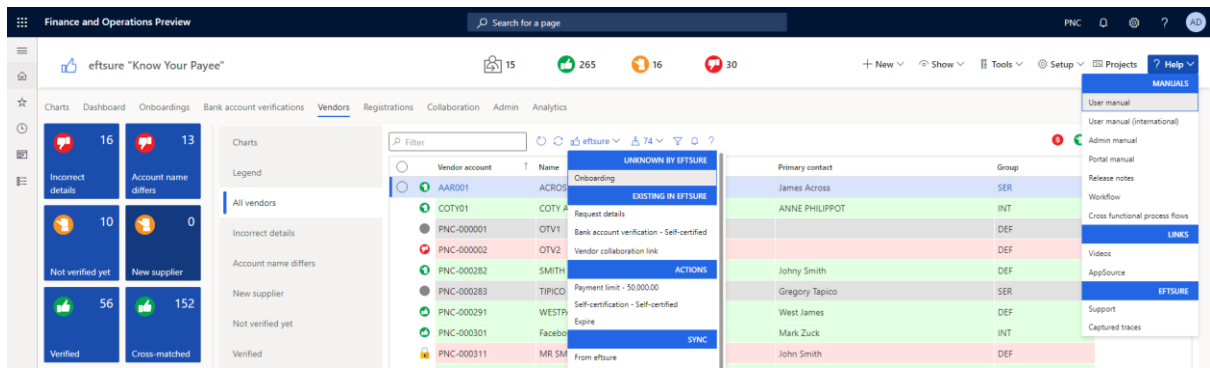 Finance and Operations Preview
Search for a page
PNC
?
AD
eftsure "Know Your Payee"
15
265
16
30
New
Show
Tools
Setup
Projects
? Help
Charts
Dashboard
Onboardings
Bank account verifications
Vendors
Registrations
Collaboration
Admin
Analytics
MANUALS
User manual
User manual (international)
Admin manual
Portal manual
Release notes
Workflow
Cross functional process flows
LINKS
Videos
AppSource
EFTSURE
Support
Captured traces
16
Incorrect details
13
Account name differs
10
Not verified yet
0
New supplier
56
Verified
152
Cross-matched
Charts
Legend
All vendors
Incorrect details
Account name differs
New supplier
Not verified yet
Verified
Filter
eftsure
74
?
Vendor account
Name
Primary contact
Group
AAR001
ACROS
James Across
SER
COTY01
COTY A
ANNE PHILIPPOT
INT
PNC-000001
OTV1
DEF
PNC-000002
OTV2
DEF
PNC-000282
SMITH
Johny Smith
DEF
PNC-000283
TIPICO
Gregory Tapico
SER
PNC-000291
WESTP
West James
DEF
PNC-000301
Facebo
Mark Zuck
INT
PNC-000311
MR SM
John Smith
DEF
UNKNOWN BY EFTSURE
Onboarding
EXISTING IN EFTSURE
Request details
Bank account verification - Self-certified
Vendor collaboration link
ACTIONS
Payment limit - 50,000.00
Self-certification - Self-certified
Expire
SYNC
From eftsure